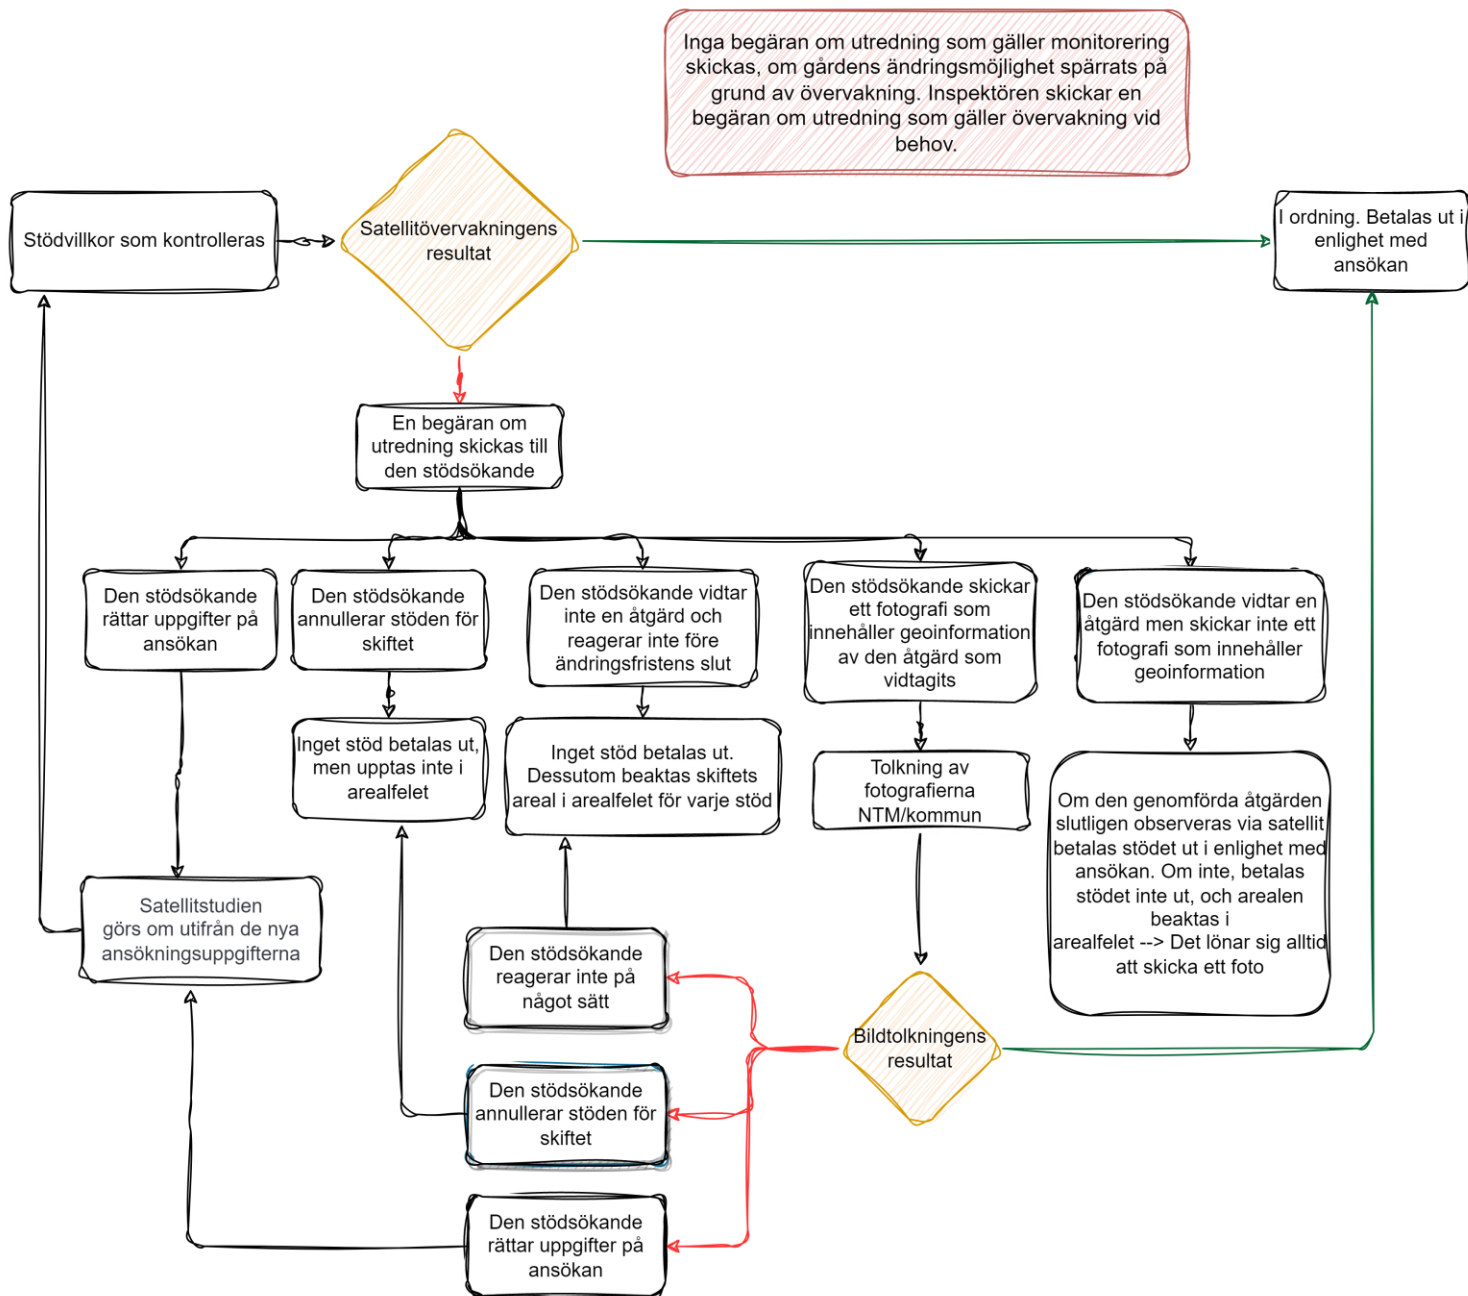 Inga begäran om utredning som gäller monitorering
skickas, om gårdens ändringsmöjlighet spärrats på
grund av övervakning. Inspektören skickar en
begäran om utredning som gäller övervakning vid
behov.
Stödvillkor som kontrolleras
Satellitövervakningens
resultat
I ordning. Betalas ut i
enlighet med
ansökan
En begäran om
utredning skickas till
den stödsökande
Den stödsökande
rättar uppgifter på
ansökan
Den stödsökande
annullerar stöden för
skiftet
Den stödsökande vidtar
inte en åtgärd och
reagerar inte före
ändringsfristens slut
Den stödsökande skickar
ett fotografi som
innehåller geoinformation
av den åtgärd som
vidtagits
Den stödsökande vidtar en
åtgärd men skickar inte ett
fotografi som innehåller
geoinformation
Inget stöd betalas ut,
men upptas inte i
arealfelet
Inget stöd betalas ut.
Dessutom beaktas skiftets
areal i arealfelet för varje stöd
Tolkning av
fotografierna
NTM/kommun
Om den genomförda åtgärden
slutligen observeras via satellit
betalas stödet ut i enlighet med
ansökan. Om inte, betalas
stödet inte ut, och arealen
beaktas i
arealfelet --> Det lönar sig alltid
att skicka ett foto
Satellitstudien
görs om utifrån de nya
ansökningsuppgifterna
Den stödsökande
reagerar inte på
något sätt
Bildtolkningens
resultat
Den stödsökande
annullerar stöden för
skiftet
Den stödsökande
rättar uppgifter på
ansökan